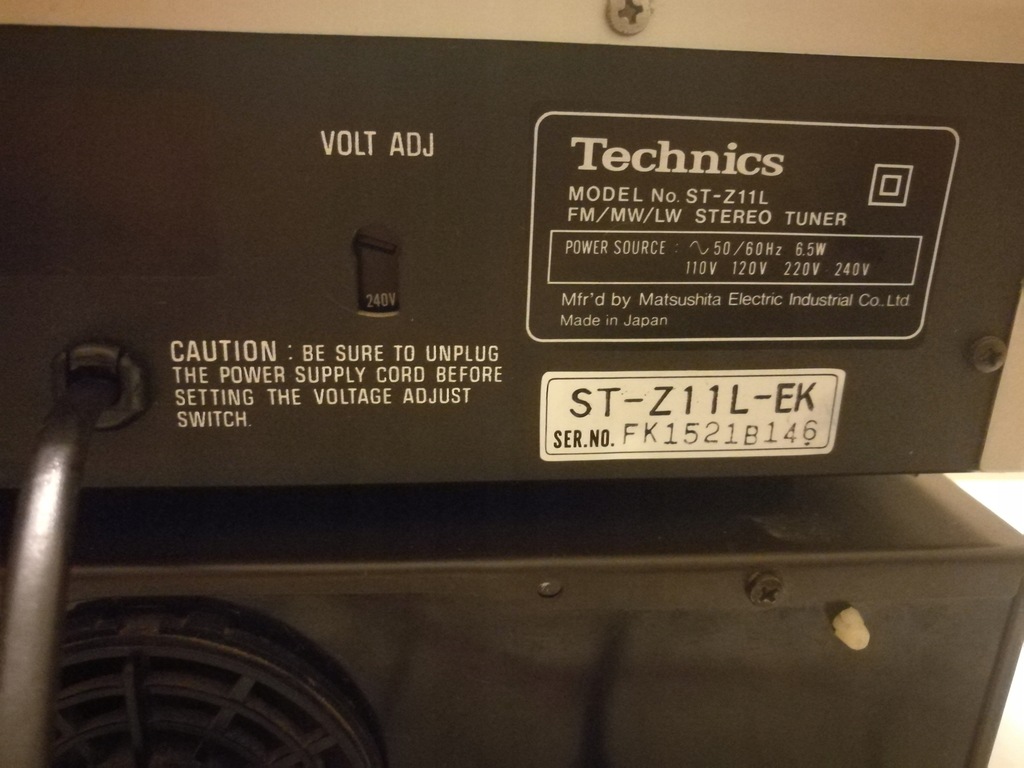 VOLT ADJ
240V
CAUTION : BE SURE TO UNPLUG
THE POWER SUPPLY CORD BEFORE
SETTING THE VOLTAGE ADJUST
SWITCH.
Technics
MODEL No. ST-Z11L
FM/MW/LW STEREO TUNER
POWER SOURCE : ∿ 50/60Hz 6.5W
110V 120V 220V 240V
Mfr'd by Matsushita Electric Industrial Co., Ltd
Made in Japan
ST-Z11L-EK
SER.NO. FK1521B146